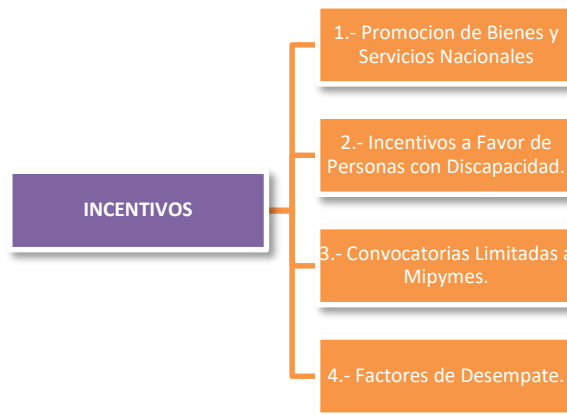 1.- Promocion de Bienes y
Servicios Nacionales
2.- Incentivos a Favor de
Personas con Discapacidad.
INCENTIVOS
3.- Convocatorias Limitadas a
Mipymes.
4.- Factores de Desempate.